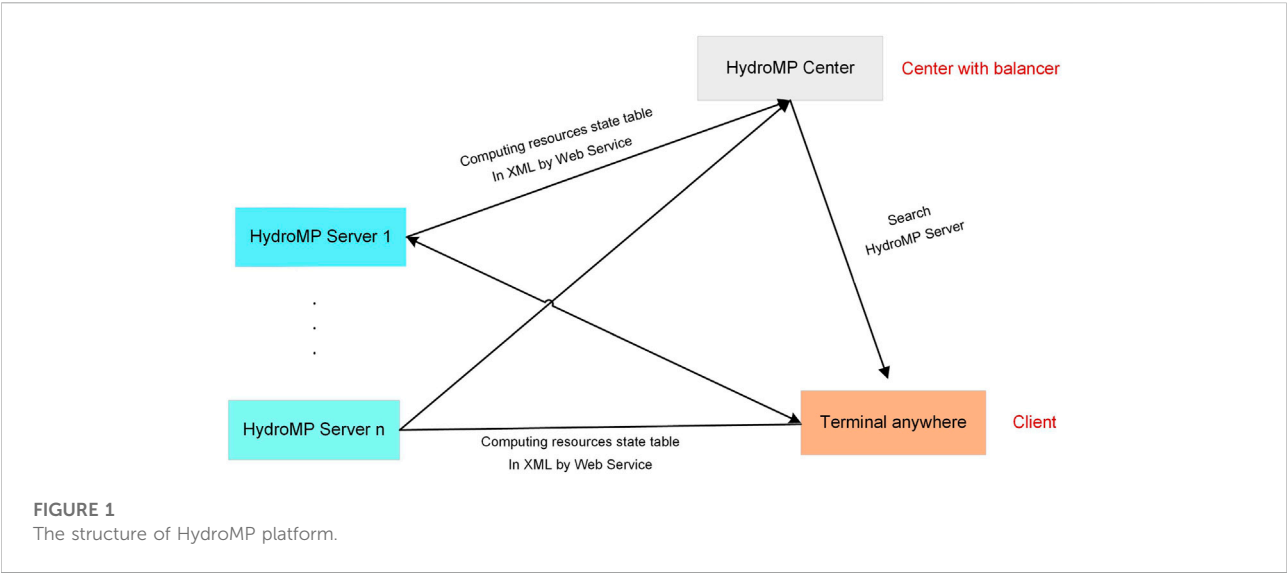 HydroMP Center
Center with balancer
Computing resources state table
In XML by Web Service
Search
HydroMP Server
HydroMP Server 1
.
.
.
HydroMP Server n
Terminal anywhere
Client
Computing resources state table
In XML by Web Service
FIGURE 1
The structure of HydroMP platform.